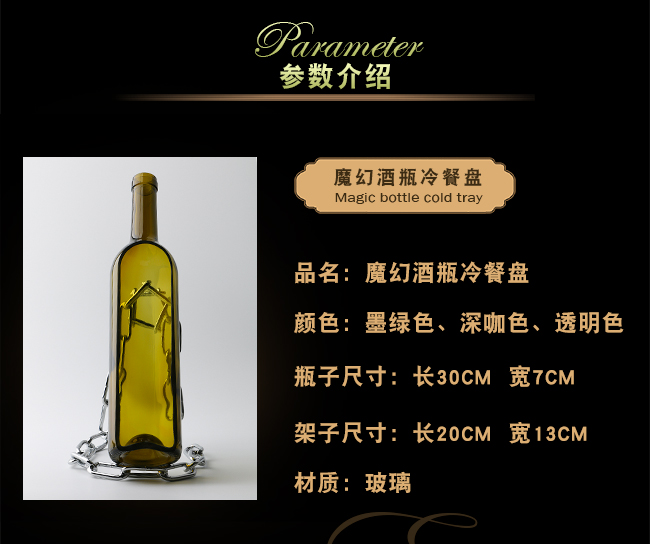 Parameter
参数介绍
魔幻酒瓶冷餐盘
Magic bottle cold tray
品名：魔幻酒瓶冷餐盘
颜色：墨绿色、深咖色、透明色
瓶子尺寸：长30CM 宽7CM
架子尺寸：长20CM 宽13CM
材质：玻璃